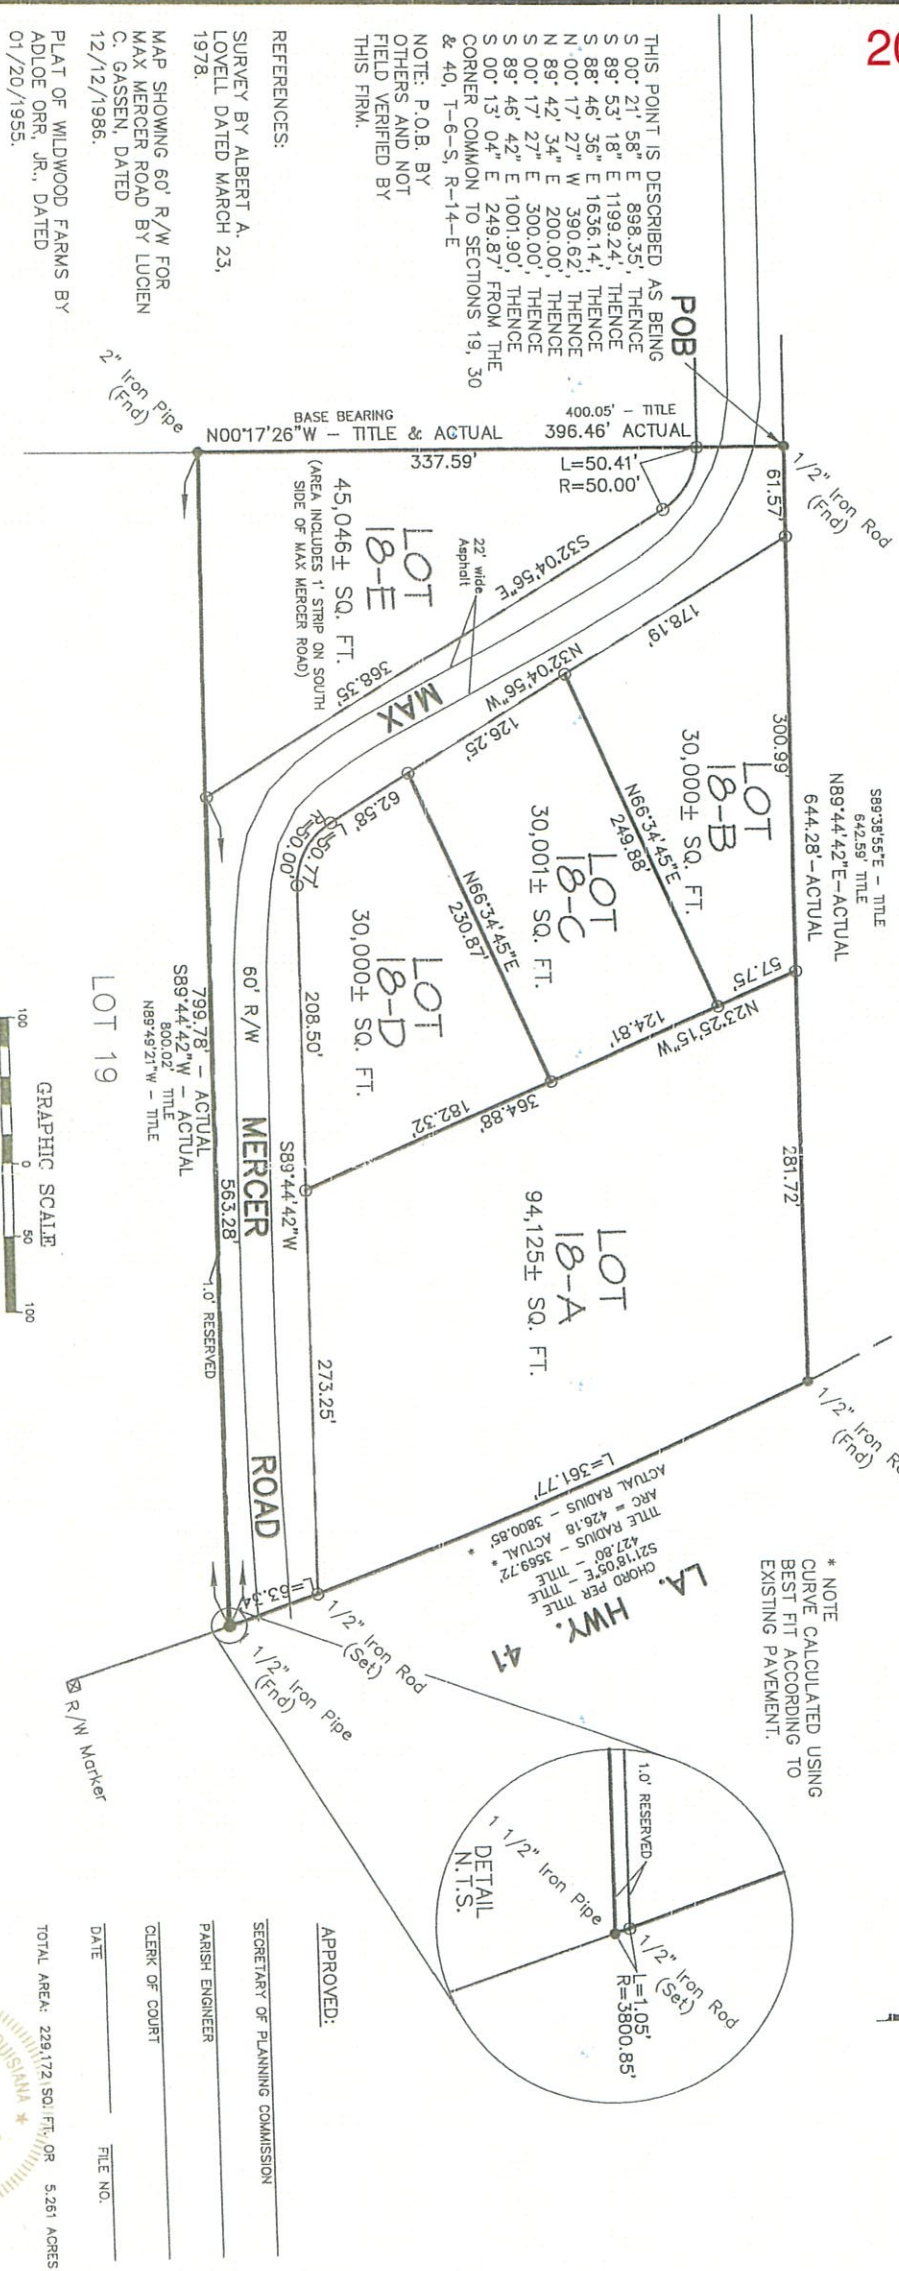 20
THIS POINT IS DESCRIBED AS BEING
S 00° 21' 58" E 898.35', THENCE
S 89° 53' 18" E 1199.24', THENCE
S 88° 46' 36" E 1636.14', THENCE
N 00° 17' 27" W 390.62', THENCE
N 89° 42' 34" E 200.00', THENCE
S 00° 17' 27" E 300.00', THENCE
S 89° 46' 42" E 1001.90', THENCE
S 00° 13' 04" E 249.87' FROM THE
CORNER COMMON TO SECTIONS 19, 30
& 40, T-6-S, R-14-E
NOTE: P.O.B. BY
OTHERS AND NOT
FIELD VERIFIED BY
THIS FIRM.
REFERENCES:
SURVEY BY ALBERT A.
LOVELL DATED MARCH 23,
1978.
MAP SHOWING 60' R/W FOR
MAX MERCER ROAD BY LUCIEN
C. GASSEN, DATED
12/12/1986.
PLAT OF WILDWOOD FARMS BY
ADLOE ORR, JR., DATED
01/20/1955.
POB
1/2" Iron Rod
(Fnd)
2" Iron Pipe
(Fnd)
BASE BEARING
N00°17'26"W - TITLE & ACTUAL
400.05' - TITLE
396.46' ACTUAL
337.59'
L=50.41'
R=50.00'
61.57'
LOT
18-E
45,046± SQ. FT.
(AREA INCLUDES 1' STRIP ON SOUTH
SIDE OF MAX MERCER ROAD)
S32°04'56"E
368.35'
22' wide
Asphalt
178.19'
N32°04'56"W
126.25'
62.58'
L=50.77'
R=50.00'
300.99'
S89°38'55"E - TITLE
642.59' TITLE
N89°44'42"E-ACTUAL
644.28'-ACTUAL
LOT
18-B
30,000± SQ. FT.
N66°34'45"E
249.88'
LOT
18-C
30,001± SQ. FT.
N66°34'45"E
230.87'
LOT
18-D
30,000± SQ. FT.
57.75'
N23°25'15"W
124.81'
364.88'
182.32'
208.50'
S89°44'42"W
281.72'
LOT
18-A
94,125± SQ. FT.
273.25'
MAX
60' R/W
MERCER
ROAD
563.28'
1.0' RESERVED
799.78' - ACTUAL
S89°44'42"W - ACTUAL
800.02' TITLE
N89°49'21"W - TITLE
LOT 19
GRAPHIC SCALE
100
0
50
100
1/2" Iron Ro
(Fnd)
L=361.77'
ACTUAL RADIUS - 3800.85' *
ARC = 426.18 ACTUAL *
TITLE RADIUS - 3569.72'
427.80' - TITLE
S21°18'05"E - TITLE
CHORD PER TITLE
LA. HWY. 41
L=63.34'
1/2" Iron Rod
(Set)
1 1/2" Iron Pipe
(Fnd)
R/W Marker
* NOTE
CURVE CALCULATED USING
BEST FIT ACCORDING TO
EXISTING PAVEMENT.
1.0' RESERVED
1 1/2" Iron Pipe
1/2" Iron Rod
(Set)
L=1.05'
R=3800.85'
DETAIL
N.T.S.
APPROVED:
SECRETARY OF PLANNING COMMISSION
PARISH ENGINEER
CLERK OF COURT
DATE
FILE NO.
TOTAL AREA: 229,172 SQ. FT. OR 5.261 ACRES
LOUISIANA ★